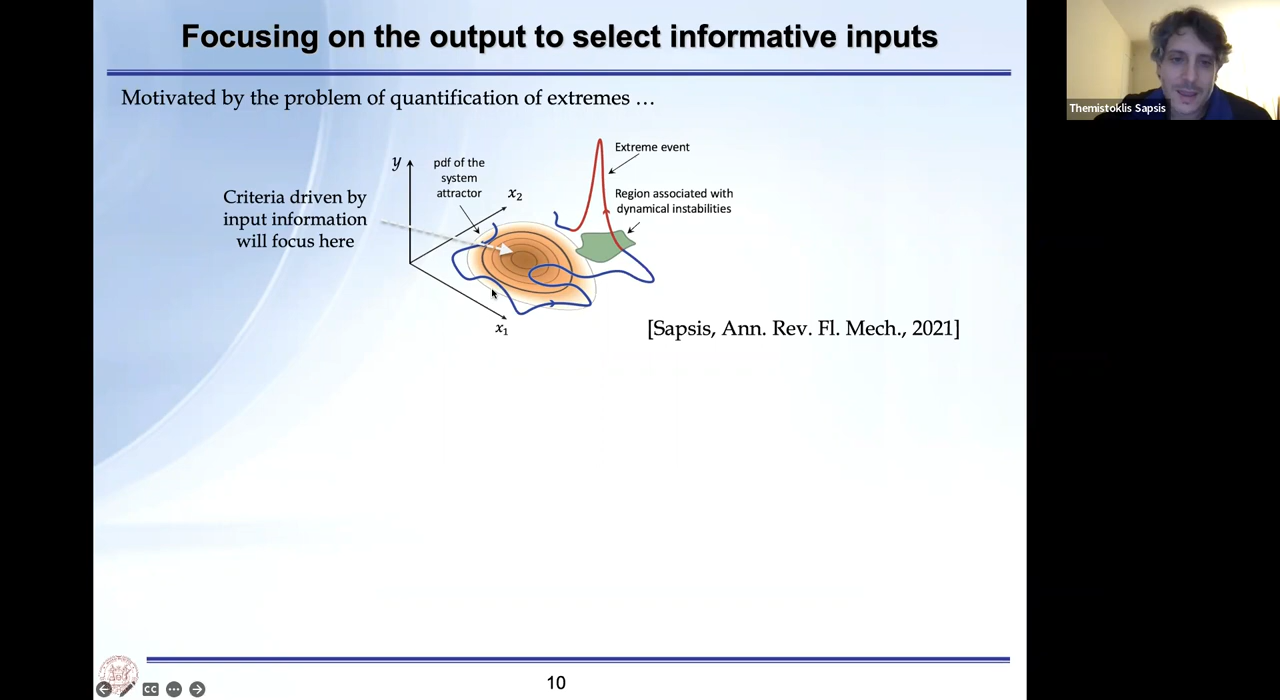 Focusing on the output to select informative inputs
Themistoklis Sapsis
Motivated by the problem of quantification of extremes …
Criteria driven by
input information
will focus here
y
pdf of the
system
attractor
x₂
Extreme event
Region associated with
dynamical instabilities
x₁
[Sapsis, Ann. Rev. Fl. Mech., 2021]
CC
10